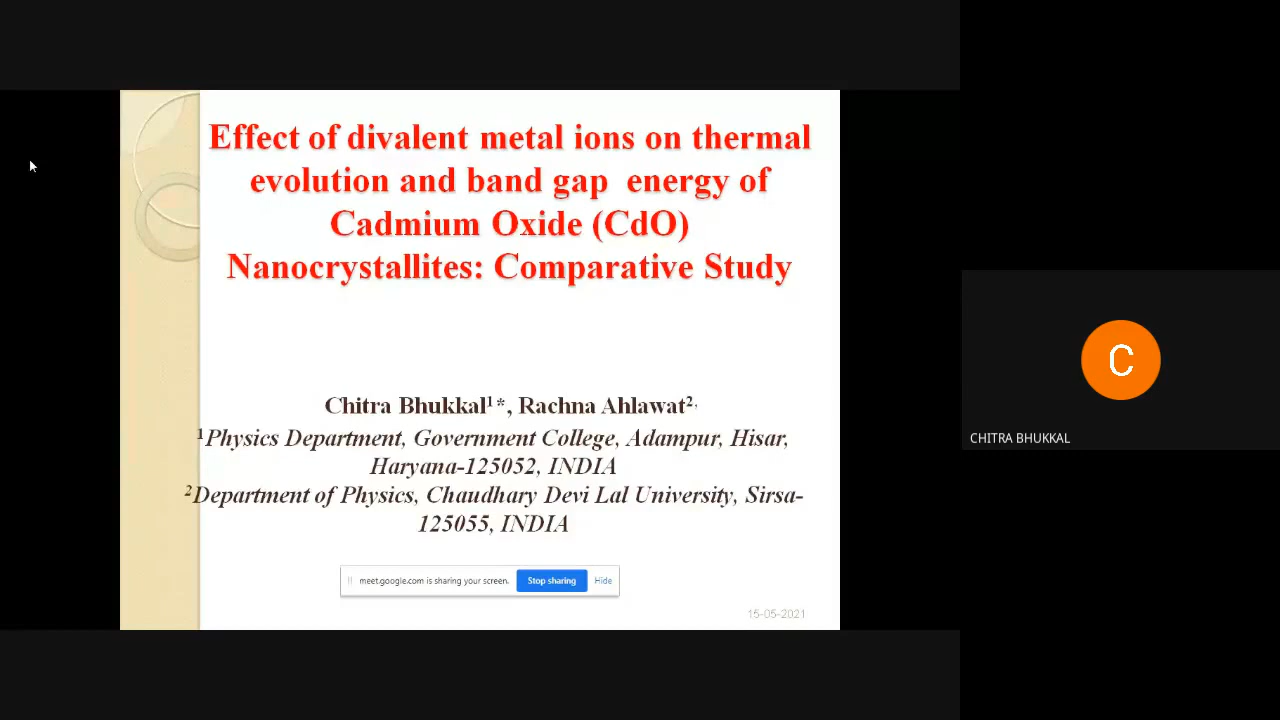 Effect of divalent metal ions on thermal
evolution and band gap energy of
Cadmium Oxide (CdO)
Nanocrystallites: Comparative Study
Chitra Bhukkal¹*, Rachna Ahlawat²,
¹Physics Department, Government College, Adampur, Hisar,
Haryana-125052, INDIA
²Department of Physics, Chaudhary Devi Lal University, Sirsa-
125055, INDIA
meet.google.com is sharing your screen. Stop sharing Hide
15-05-2021
C
CHITRA BHUKKAL